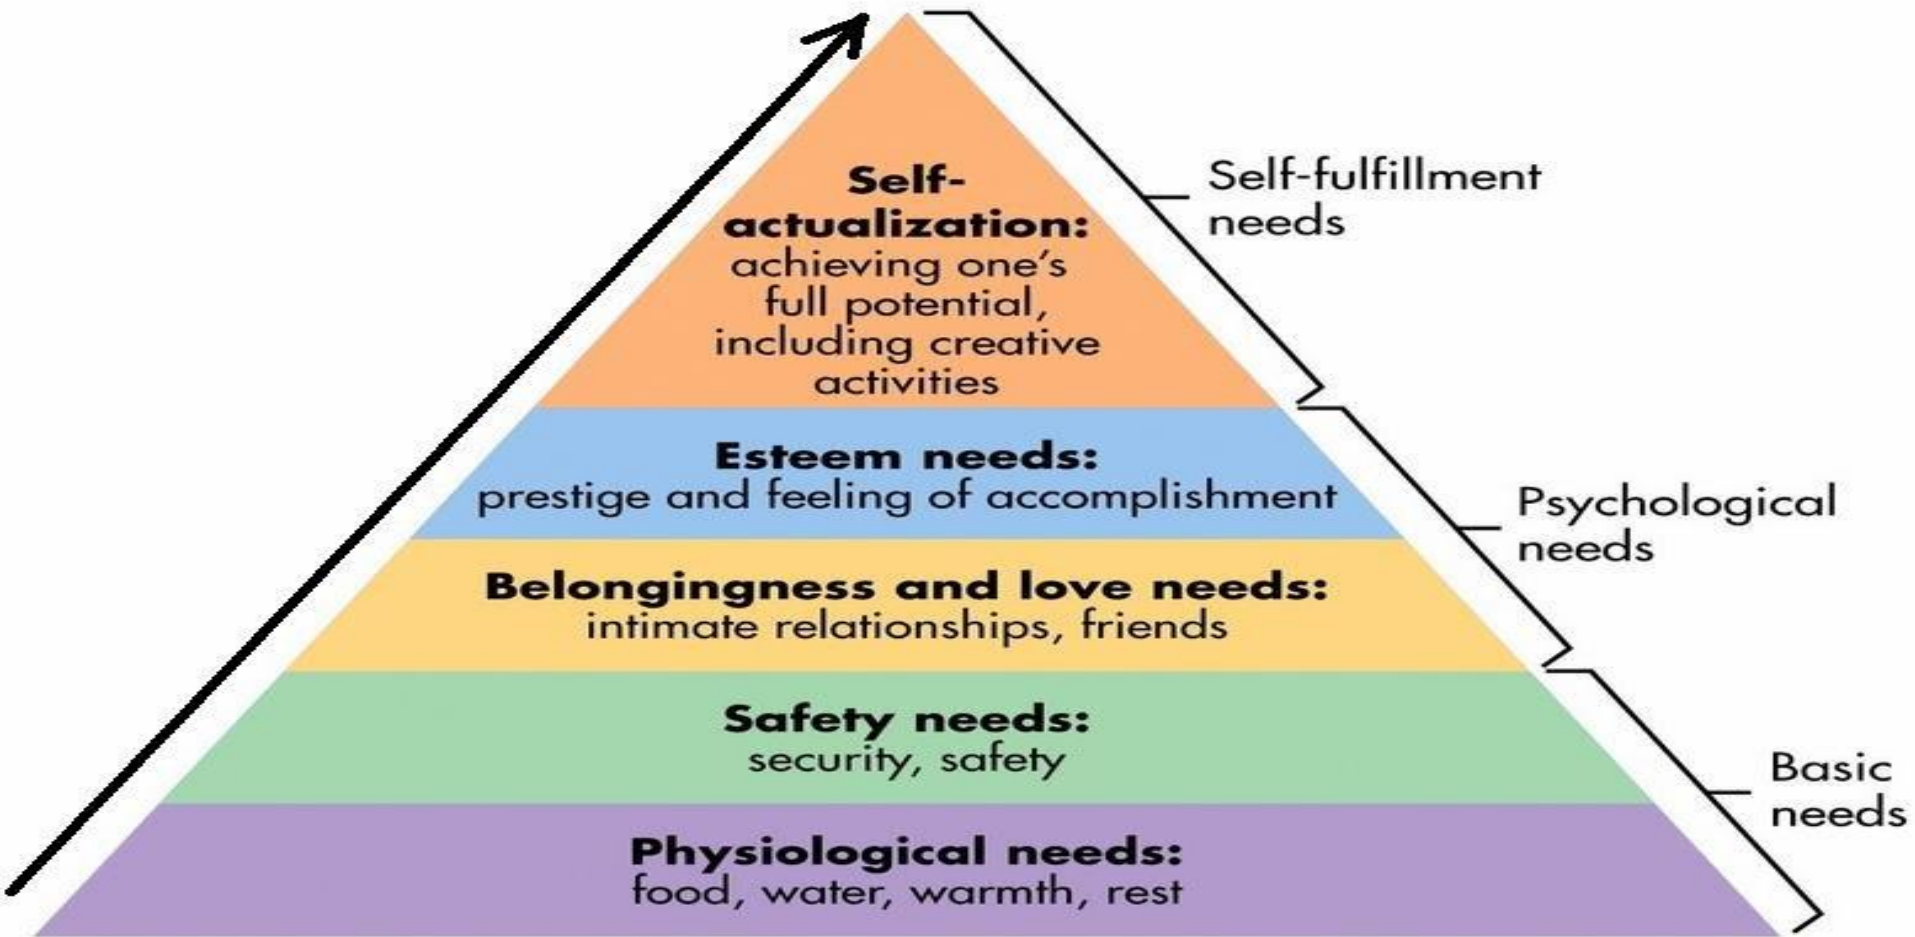 Self-
actualization:
achieving one's
full potential,
including creative
activities
Self-fulfillment
needs
Esteem needs:
prestige and feeling of accomplishment
Psychological
needs
Belongingness and love needs:
intimate relationships, friends
Safety needs:
security, safety
Basic
needs
Physiological needs:
food, water, warmth, rest